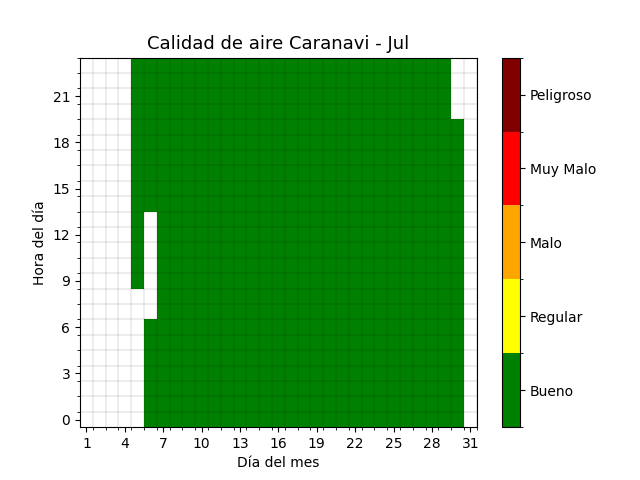 Calidad de aire Caranavi - Jul
Hora del día
21
18
15
12
9
6
3
0
1 4 7 10 13 16 19 22 25 28 31
Día del mes
Peligroso
Muy Malo
Malo
Regular
Bueno